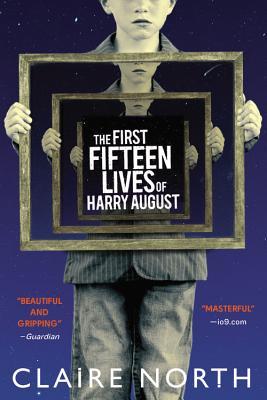 THE FIRST
FIFTEEN
LIVES OF
HARRY AUGUST
"BEAUTIFUL
AND
GRIPPING"
–Guardian
"MASTERFUL"
—io9.com
CLAiRE NORTH